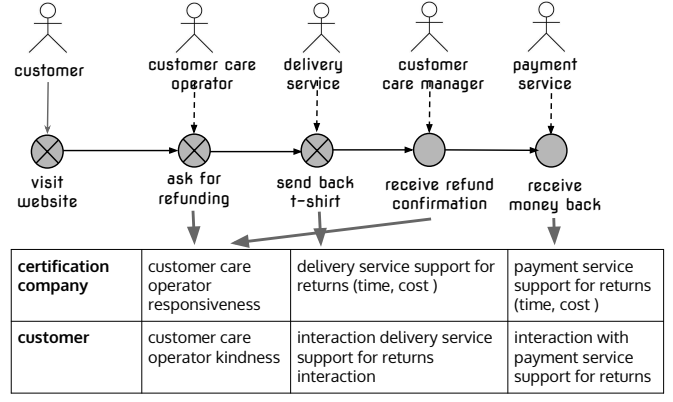 customer
customer care
operator
delivery
service
customer
care manager
payment
service
visit
website
ask for
refunding
send back
t-shirt
receive refund
confirmation
receive
money back
certification
company
customer care
operator
responsiveness
delivery service support for
returns (time, cost )
payment service
support for returns
(time, cost )
customer
customer care
operator kindness
interaction delivery service
support for returns
interaction
interaction with
payment service
support for returns